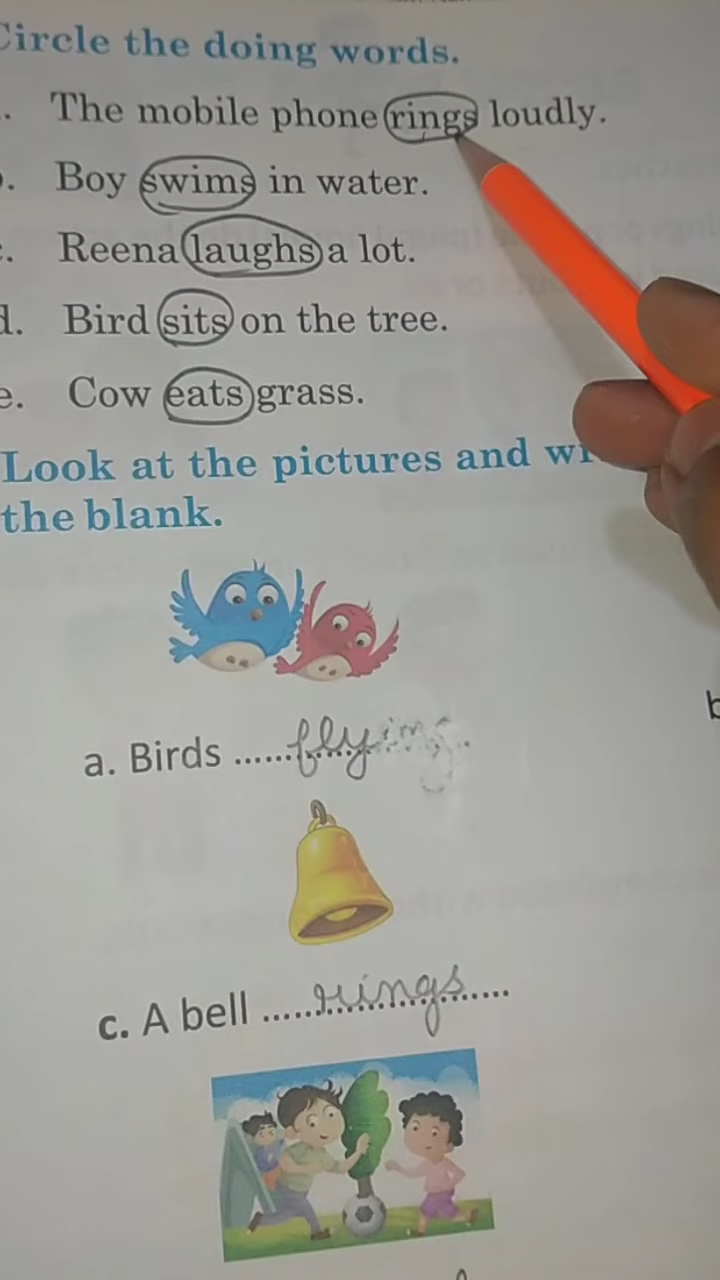 Circle the doing words.
. The mobile phone rings loudly.
. Boy swims in water.
. Reena laughs a lot.
d. Bird sits on the tree.
e. Cow eats grass.
Look at the pictures and
the blank.
a. Birds ......flying.
b
c. A bell .....rings......